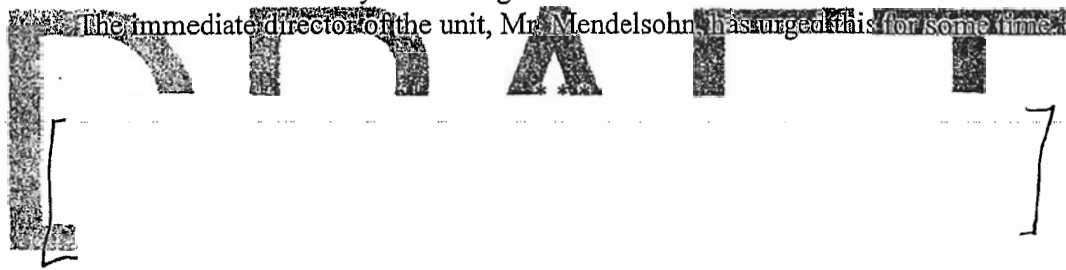 The immediate director of the unit, Mr. Mendelsohn, has urged this for some time.
* * *
DRAFT